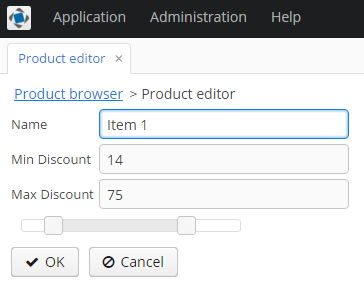 Application Administration Help
Product editor ×
Product browser > Product editor
Name Item 1
Min Discount 14
Max Discount 75
OK Cancel